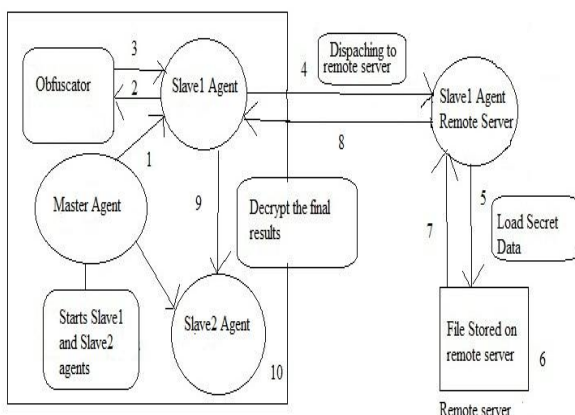 3
Obfuscator
2
Slave1 Agent
4
Dispaching to
remote server
Slave1 Agent
Remote Server
8
1
Master Agent
9
Decrypt the final
results
7
5
Load Secret
Data
Starts Slave1
and Slave2
agents
Slave2 Agent
10
File Stored on
remote server
6
Remote server